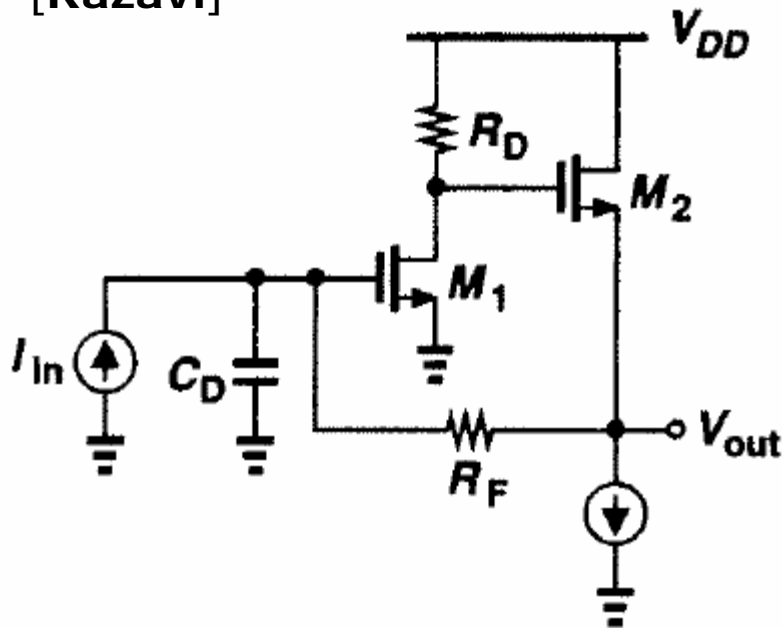 [Razavi]
V_DD
R_D
M_2
M_1
I_in
C_D
R_F
V_out